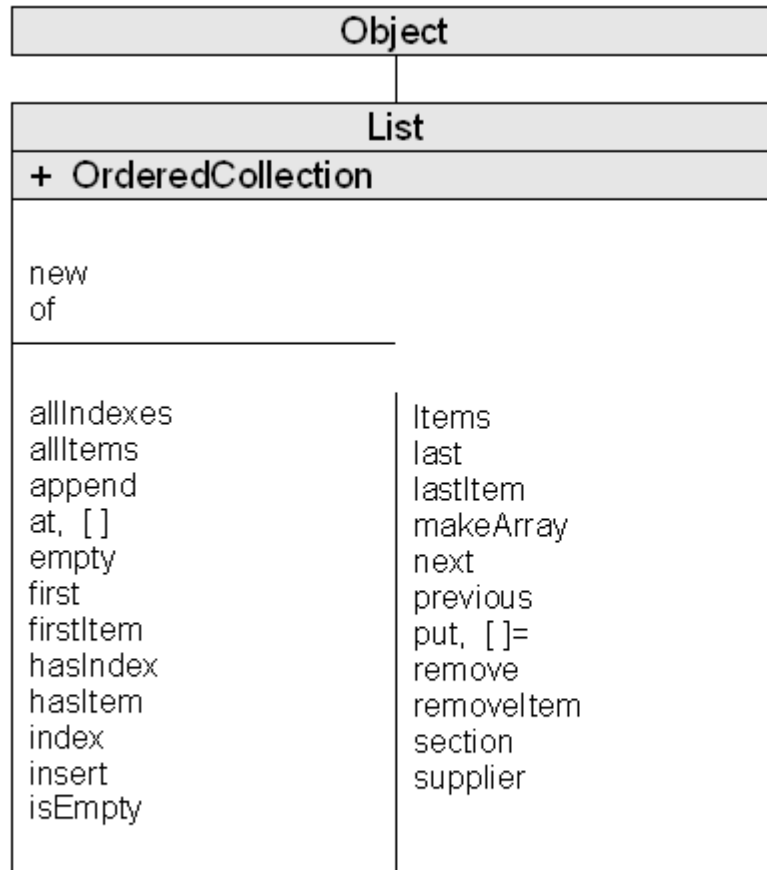 Object
List
+ OrderedCollection
new
of
allIndexes
allItems
append
at, [ ]
empty
first
firstItem
hasIndex
hasItem
index
insert
isEmpty
Items
last
lastItem
makeArray
next
previous
put, [ ]=
remove
removeItem
section
supplier